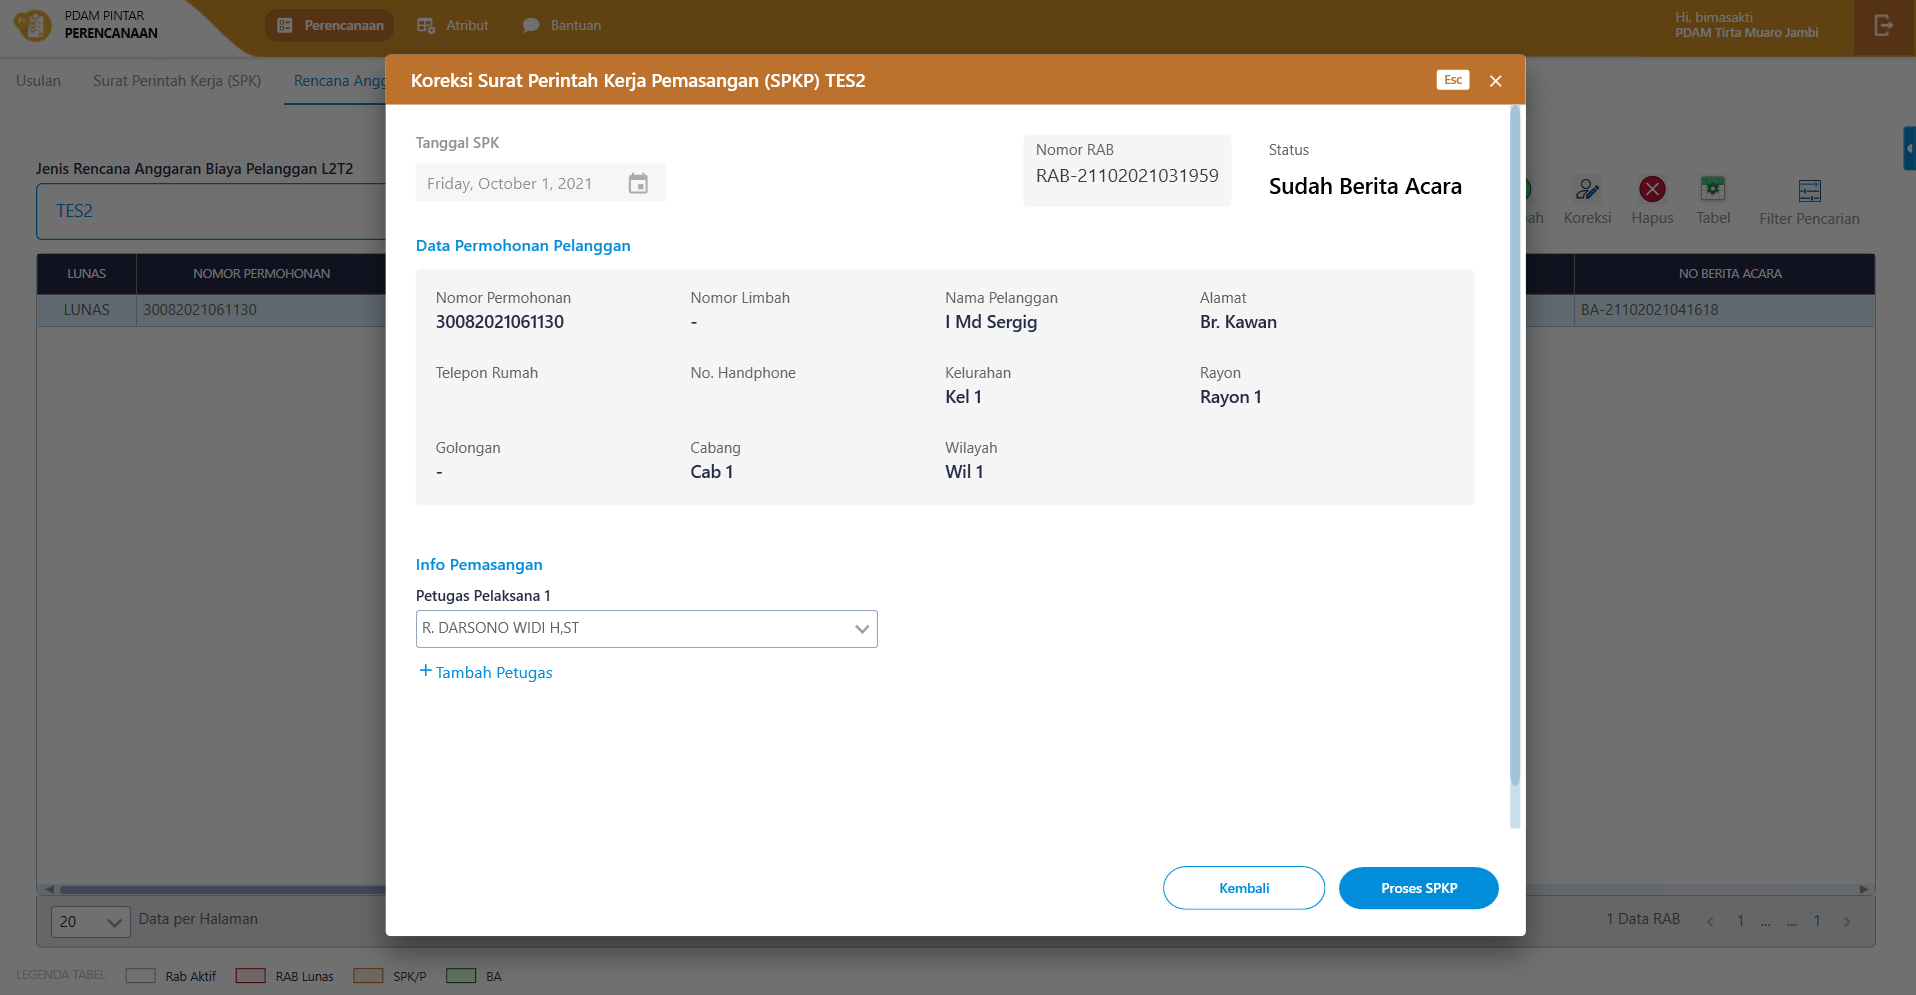 PDAM PINTAR
PERENCANAAN
Perencanaan
Atribut
Bantuan
Hi, bimasakti
PDAM Tirta Muaro Jambi
Usulan
Surat Perintah Kerja (SPK)
Rencana Angg
Koreksi Surat Perintah Kerja Pemasangan (SPKP) TES2
Esc
Tanggal SPK
Friday, October 1, 2021
Nomor RAB
RAB-21102021031959
Status
Sudah Berita Acara
Jenis Rencana Anggaran Biaya Pelanggan L2T2
TES2
ah
Koreksi
Hapus
Tabel
Filter Pencarian
Data Permohonan Pelanggan
LUNAS
NOMOR PERMOHONAN
NO BERITA ACARA
LUNAS
30082021061130
BA-21102021041618
Nomor Permohonan
30082021061130
Nomor Limbah
-
Nama Pelanggan
I Md Sergig
Alamat
Br. Kawan
Telepon Rumah
No. Handphone
Kelurahan
Kel 1
Rayon
Rayon 1
Golongan
-
Cabang
Cab 1
Wilayah
Wil 1
Info Pemasangan
Petugas Pelaksana 1
R. DARSONO WIDI H,ST
+ Tambah Petugas
Kembali
Proses SPKP
20
Data per Halaman
1 Data RAB
< 1 ... ... 1 >
LEGENDA TABEL
Rab Aktif
RAB Lunas
SPK/P
BA